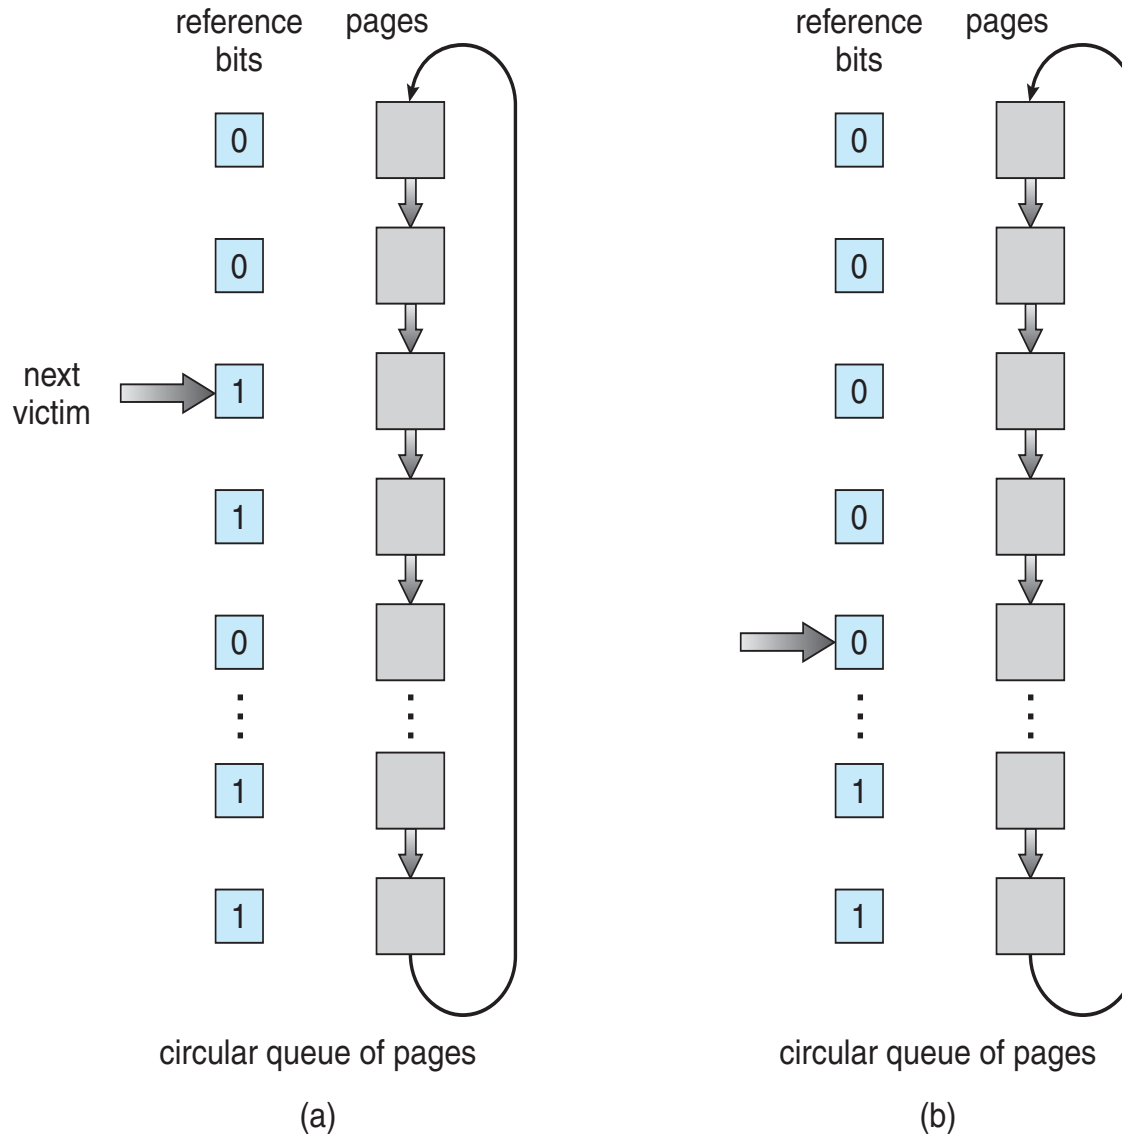 reference pages
bits
0
0
next
victim
1
1
0
1
1
circular queue of pages
(a)
reference pages
bits
0
0
0
0
0
1
1
circular queue of pages
(b)